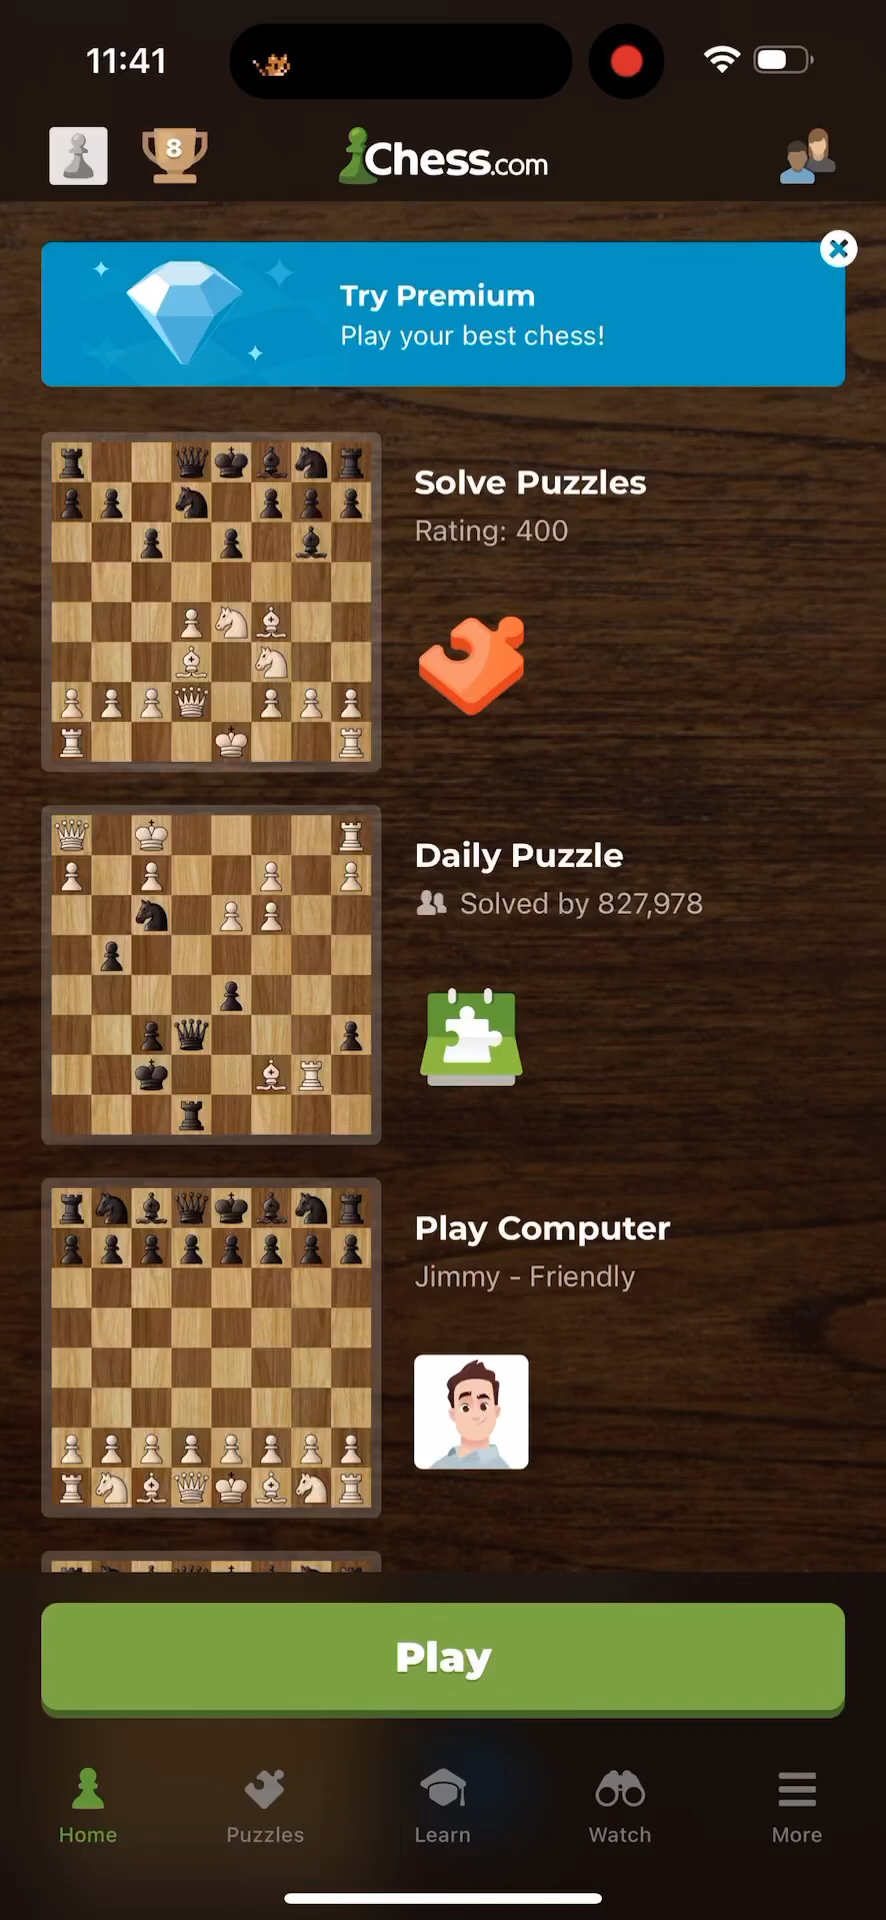 11:41
8
Chess.com
Try Premium
Play your best chess!
Solve Puzzles
Rating: 400
Daily Puzzle
Solved by 827,978
Play Computer
Jimmy - Friendly
Play
Home
Puzzles
Learn
Watch
More